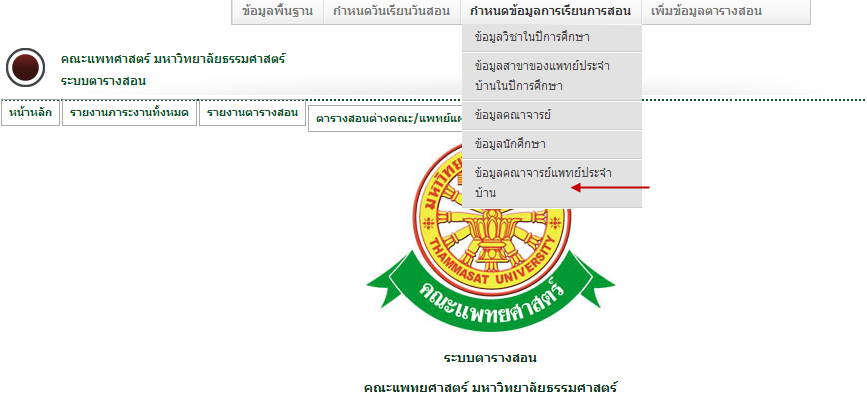 ข้อมูลพื้นฐาน กำหนดวันเรียนวันสอน กำหนดข้อมูลการเรียนการสอน เพิ่มข้อมูลตารางสอน
ข้อมูลวิชาในปีการศึกษา
ข้อมูลสาขาของแพทย์ประจำ
บ้านในปีการศึกษา
ข้อมูลคณาจารย์
ข้อมูลนักศึกษา
ข้อมูลคณาจารย์แพทย์ประจำ
บ้าน
คณะแพทศาสตร์ มหาวิทยาลัยธรรมศาสตร์
ระบบตารางสอน
หน้าหลัก รายงานภาระงานทั้งหมด รายงานตารางสอน ตารางสอนต่างคณะ/แพทย์แผ
THAMMASAT UNIVERSITY
คณะแพทยศาสตร์
ระบบตารางสอน
คณะแพทยศาสตร์ มหาวิทยาลัยธรรมศาสตร์